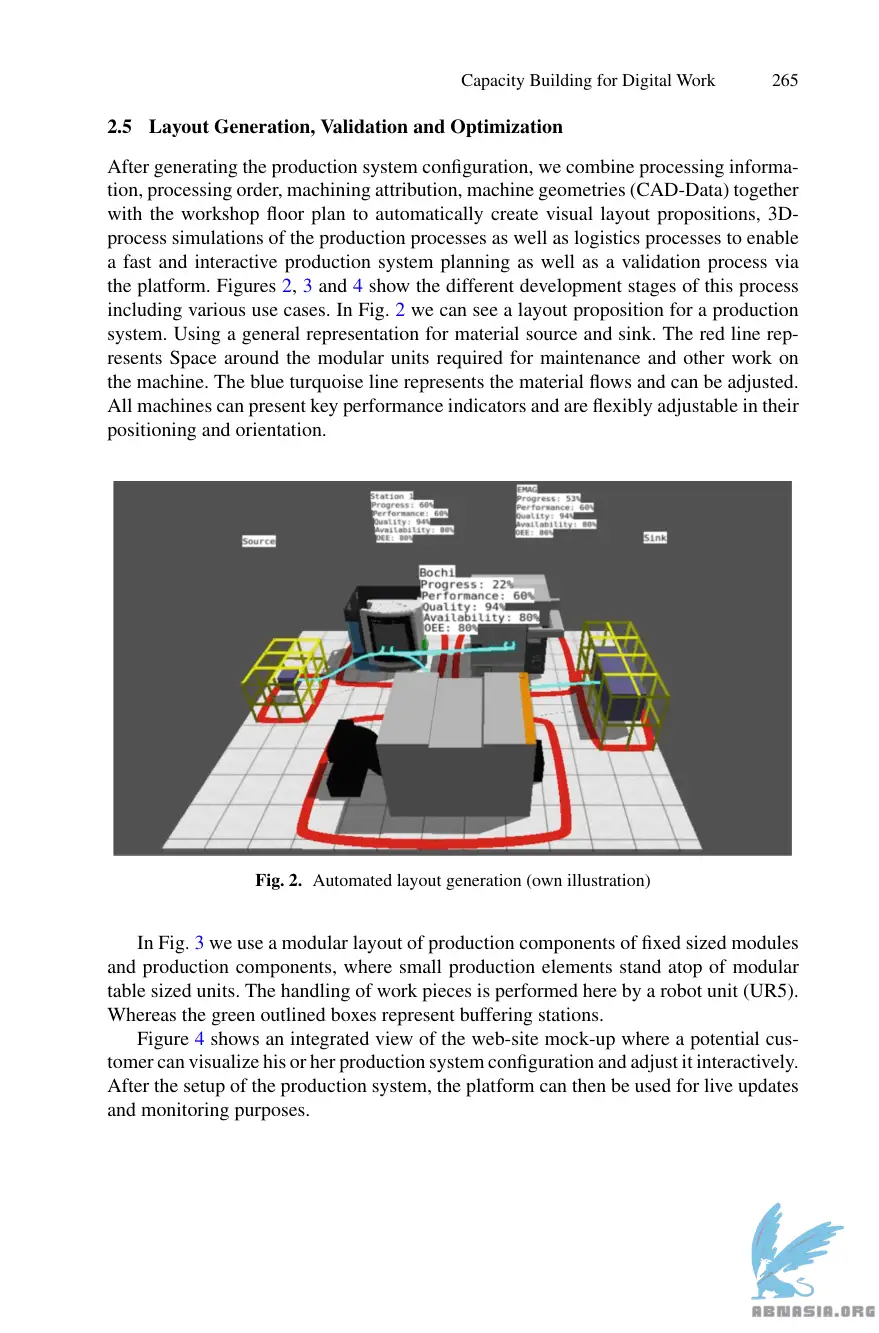 Capacity Building for Digital Work 265
2.5 Layout Generation, Validation and Optimization
After generating the production system configuration, we combine processing informa-
tion, processing order, machining attribution, machine geometries (CAD-Data) together
with the workshop floor plan to automatically create visual layout propositions, 3D-
process simulations of the production processes as well as logistics processes to enable
a fast and interactive production system planning as well as a validation process via
the platform. Figures 2, 3 and 4 show the different development stages of this process
including various use cases. In Fig. 2 we can see a layout proposition for a production
system. Using a general representation for material source and sink. The red line rep-
resents Space around the modular units required for maintenance and other work on
the machine. The blue turquoise line represents the material flows and can be adjusted.
All machines can present key performance indicators and are flexibly adjustable in their
positioning and orientation.
Source
Station 1
Progress: 60%
Performance: 60%
Quality: 94%
Availability: 80%
OEE: 80%
EMAG
Progress: 53%
Performance: 60%
Quality: 94%
Availability: 80%
OEE: 80%
Sink
Bochi
Progress: 22%
Performance: 60%
Quality: 94%
Availability: 80%
OEE: 80%
Fig. 2. Automated layout generation (own illustration)
In Fig. 3 we use a modular layout of production components of fixed sized modules
and production components, where small production elements stand atop of modular
table sized units. The handling of work pieces is performed here by a robot unit (UR5).
Whereas the green outlined boxes represent buffering stations.
Figure 4 shows an integrated view of the web-site mock-up where a potential cus-
tomer can visualize his or her production system configuration and adjust it interactively.
After the setup of the production system, the platform can then be used for live updates
and monitoring purposes.
ABNASIA.ORG